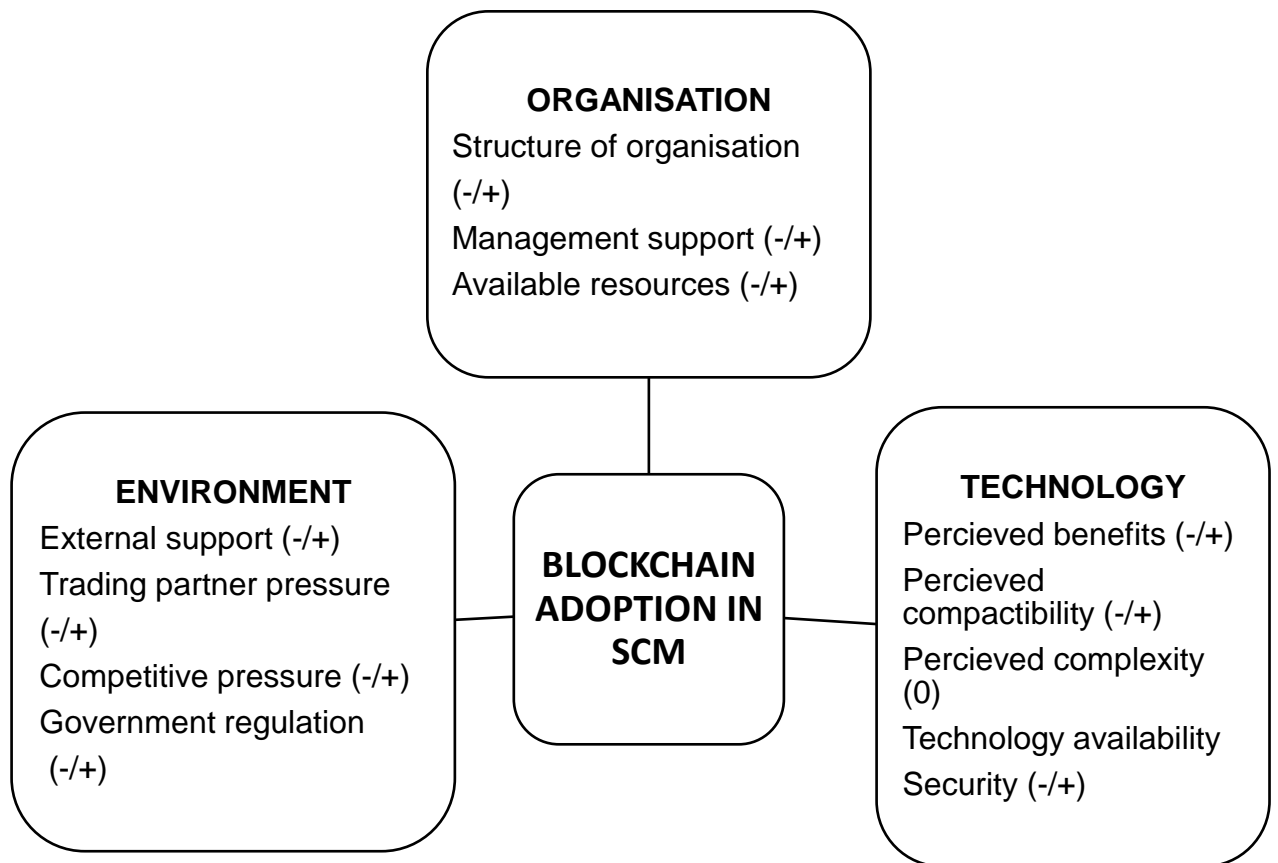 ORGANISATION
Structure of organisation
(-/+)
Management support (-/+)
Available resources (-/+)
ENVIRONMENT
External support (-/+)
Trading partner pressure
(-/+)
Competitive pressure (-/+)
Government regulation
(-/+)
BLOCKCHAIN
ADOPTION IN
SCM
TECHNOLOGY
Percieved benefits (-/+)
Percieved
compactibility (-/+)
Percieved complexity
(0)
Technology availability
Security (-/+)